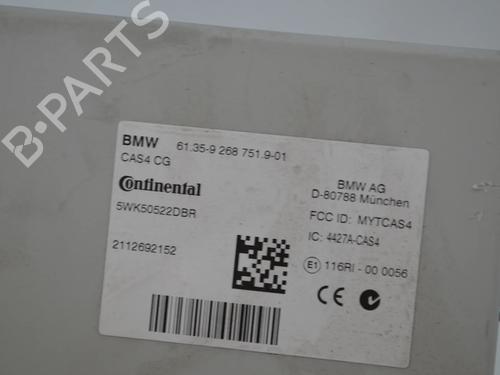 B-PARTS
BMW 61.35-9 268 751.9-01
CAS4 CG
Continental
5WK50522DBR
2112692152
BMW AG
D-80788 München
FCC ID: MYTCAS4
IC: 4427A-CAS4
E1 116RI - 00 0056
CE